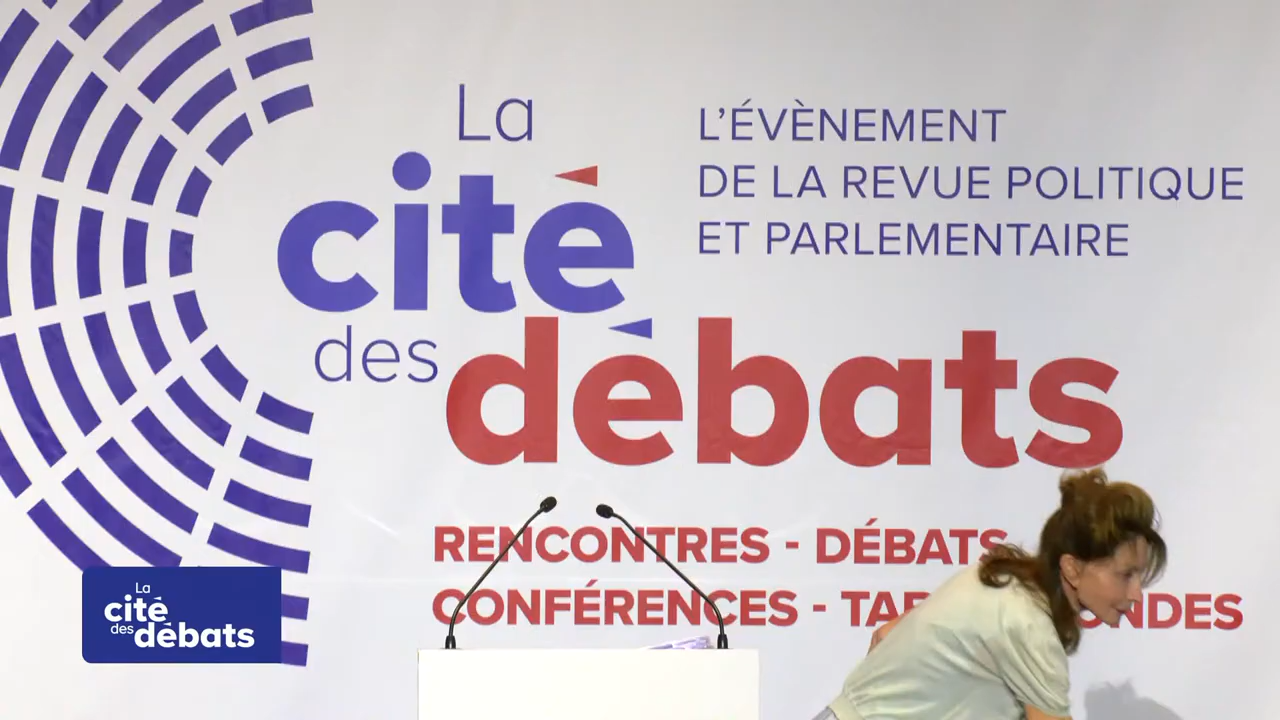 La
cité
des débats
L'ÉVÈNEMENT
DE LA REVUE POLITIQUE
ET PARLEMENTAIRE
RENCONTRES - DÉBATS
CONFÉRENCES -
La
cité
des débats